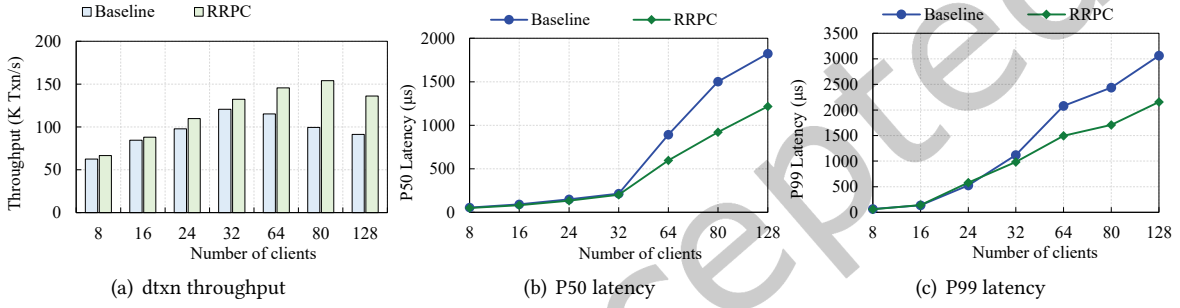 Baseline RRPC
Throughput (K Txn/s)
200
150
100
50
0
8 16 24 32 64 80 128
Number of clients
(a) dtxn throughput
Baseline RRPC
P50 Latency (μs)
2000
1500
1000
500
0
8 16 24 32 64 80 128
Number of clients
(b) P50 latency
Baseline RRPC
P99 Latency (μs)
3500
3000
2500
2000
1500
1000
500
0
8 16 24 32 64 80 128
Number of clients
(c) P99 latency